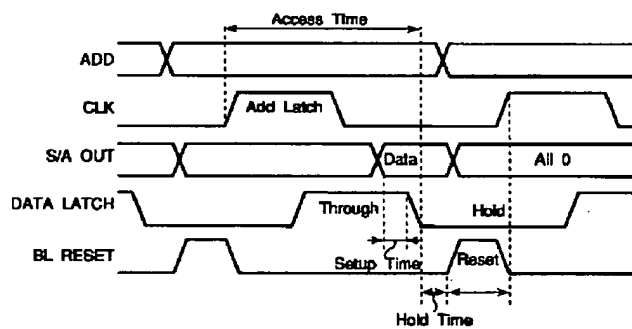 Access Time
ADD
CLK
Add Latch
S/A OUT
Data
All 0
DATA LATCH
Through
Hold
BL RESET
Setup Time
Reset
Hold Time